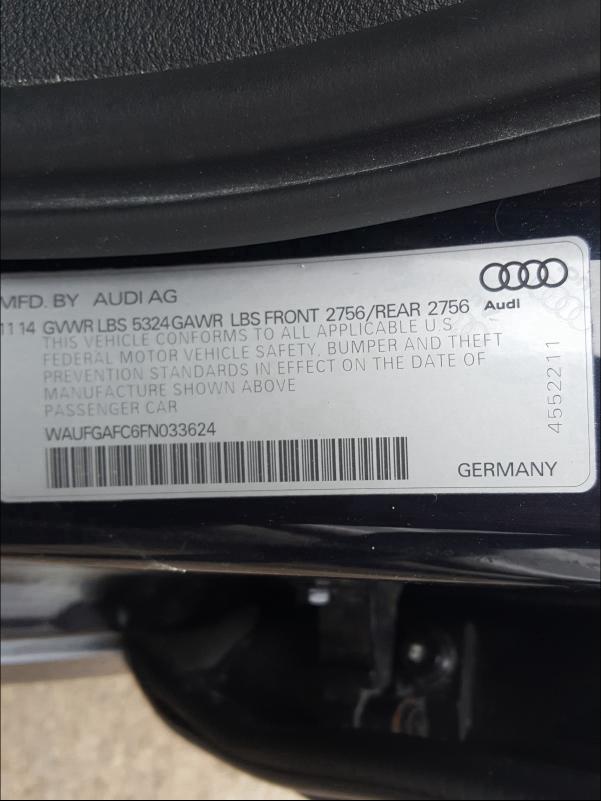 MFD. BY AUDI AG
11 14 GVWR LBS 5324 GAWR LBS FRONT 2756/REAR 2756
THIS VEHICLE CONFORMS TO ALL APPLICABLE U.S.
FEDERAL MOTOR VEHICLE SAFETY, BUMPER AND THEFT
PREVENTION STANDARDS IN EFFECT ON THE DATE OF
MANUFACTURE SHOWN ABOVE
PASSENGER CAR
WAUFGAFC6FN033624
GERMANY
Audi
4552211